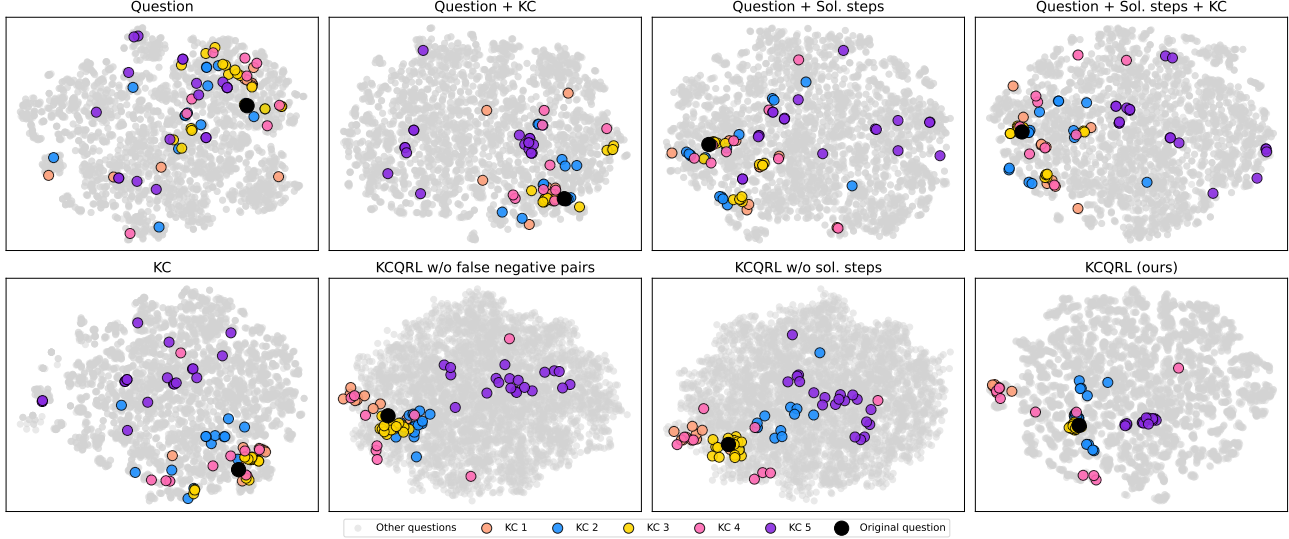 Question
Question + KC
Question + Sol. steps
Question + Sol. steps + KC
KC
KCQRL w/o false negative pairs
KCQRL w/o sol. steps
KCQRL (ours)
Other questions KC 1 KC 2 KC 3 KC 4 KC 5 Original question